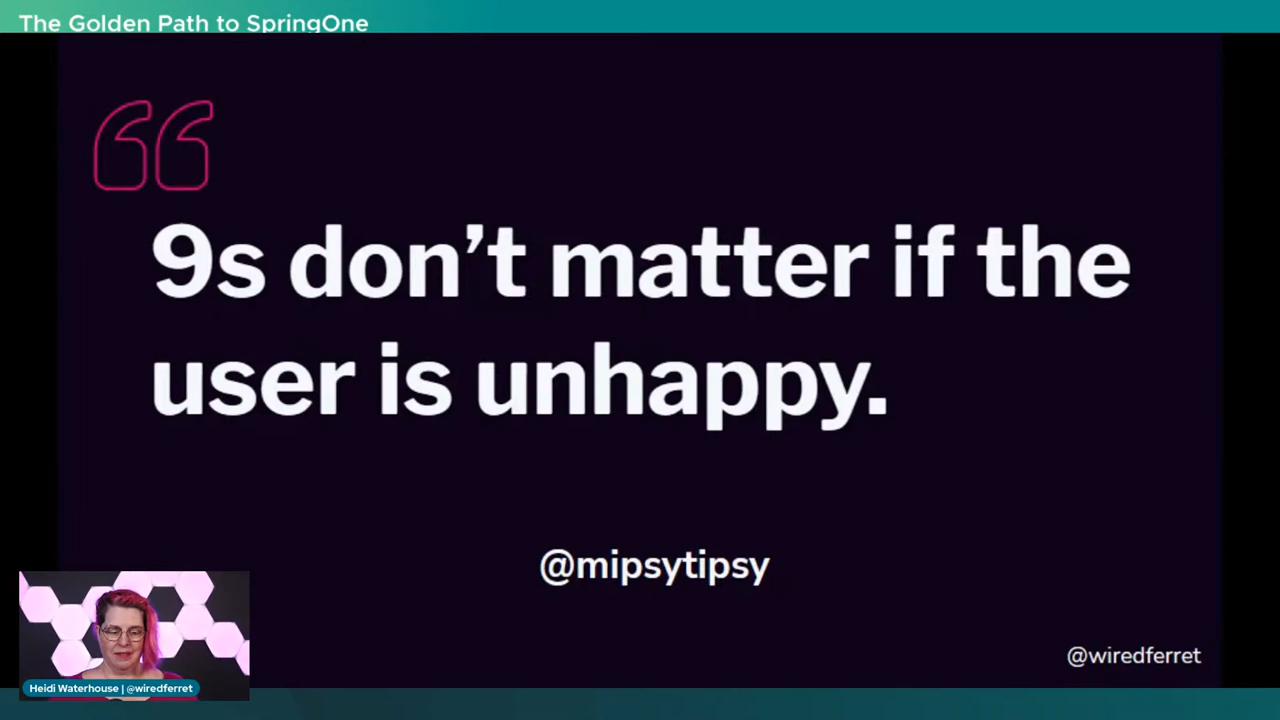 The Golden Path to SpringOne
“
9s don’t matter if the
user is unhappy.
@mipsytipsy
@wiredferret
Heidi Waterhouse | @wiredferret